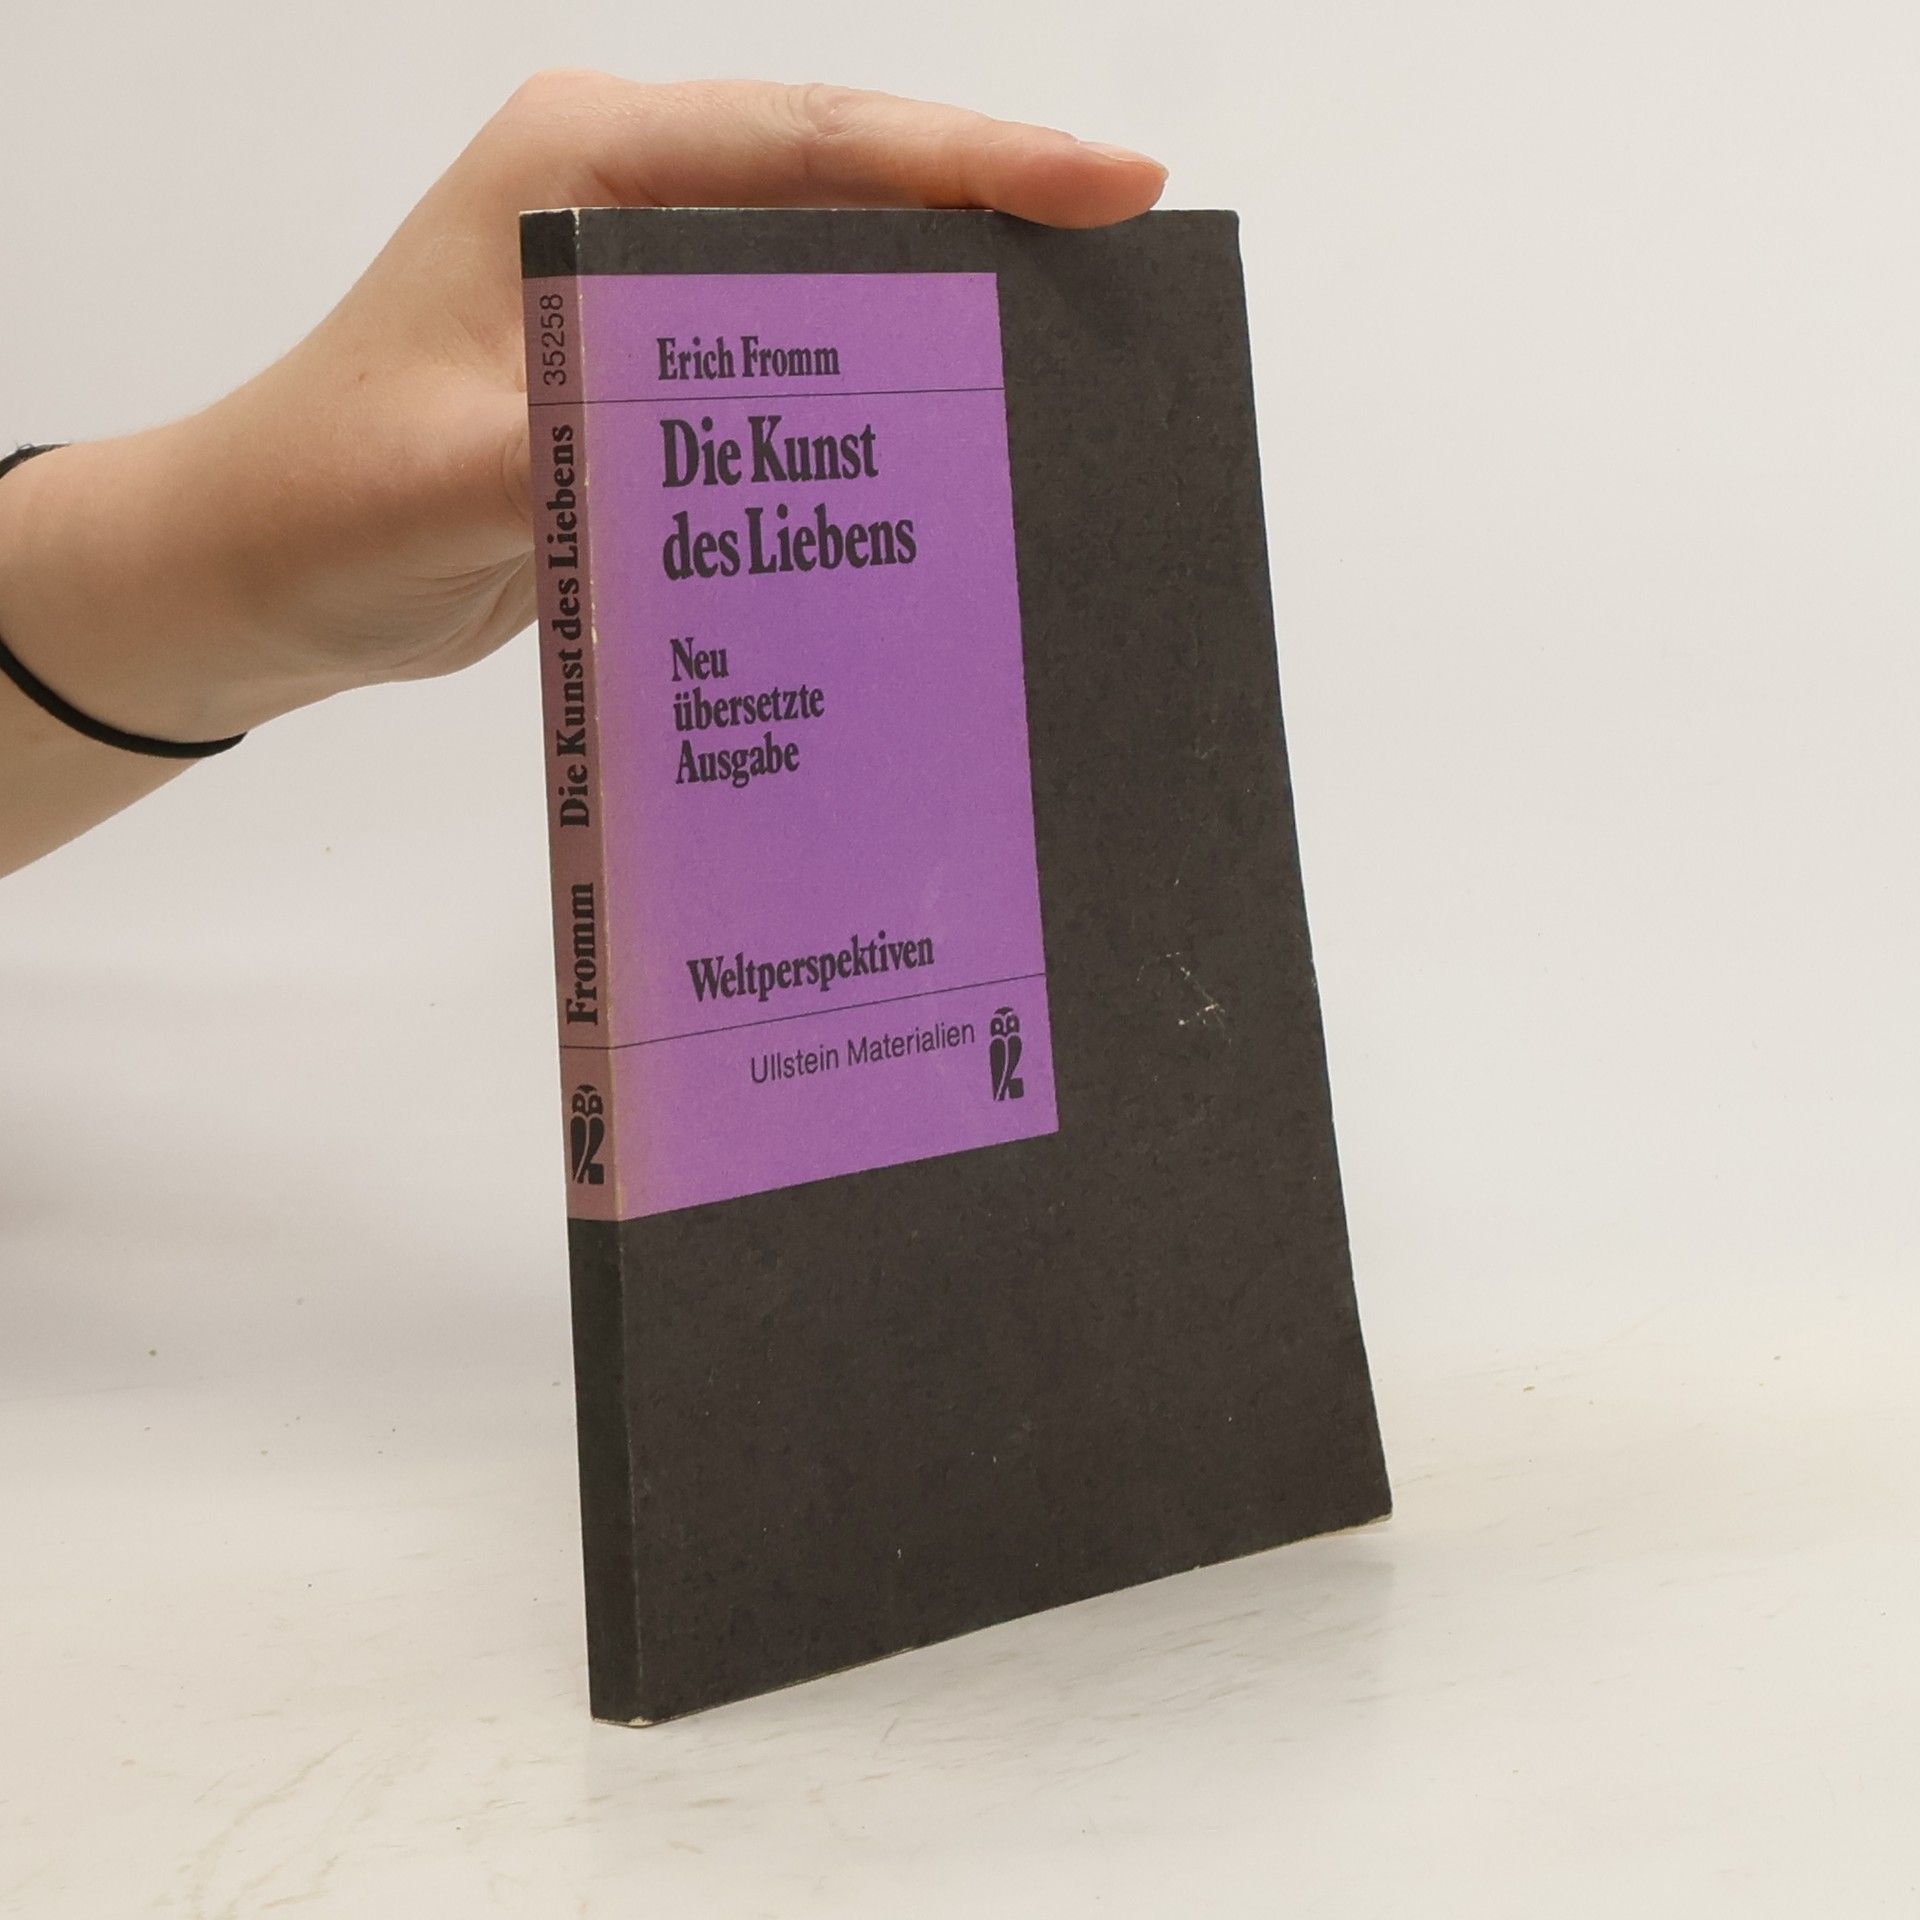 35258
Die Kunst des Liebens
Fromm
Erich Fromm
Die Kunst
des Liebens
Neu
übersetzte
Ausgabe
Weltperspektiven
Ullstein Materialien